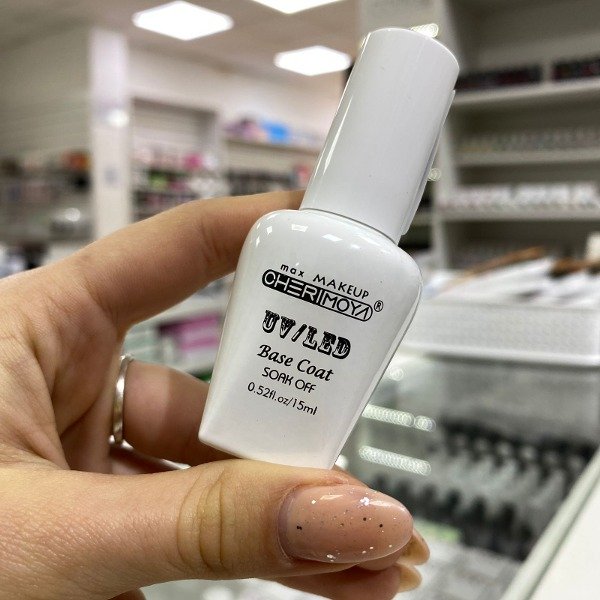 max MAKEUP
CHERIMOYA®
UV/LED
Base Coat
SOAK OFF
0.52fl.oz/15ml